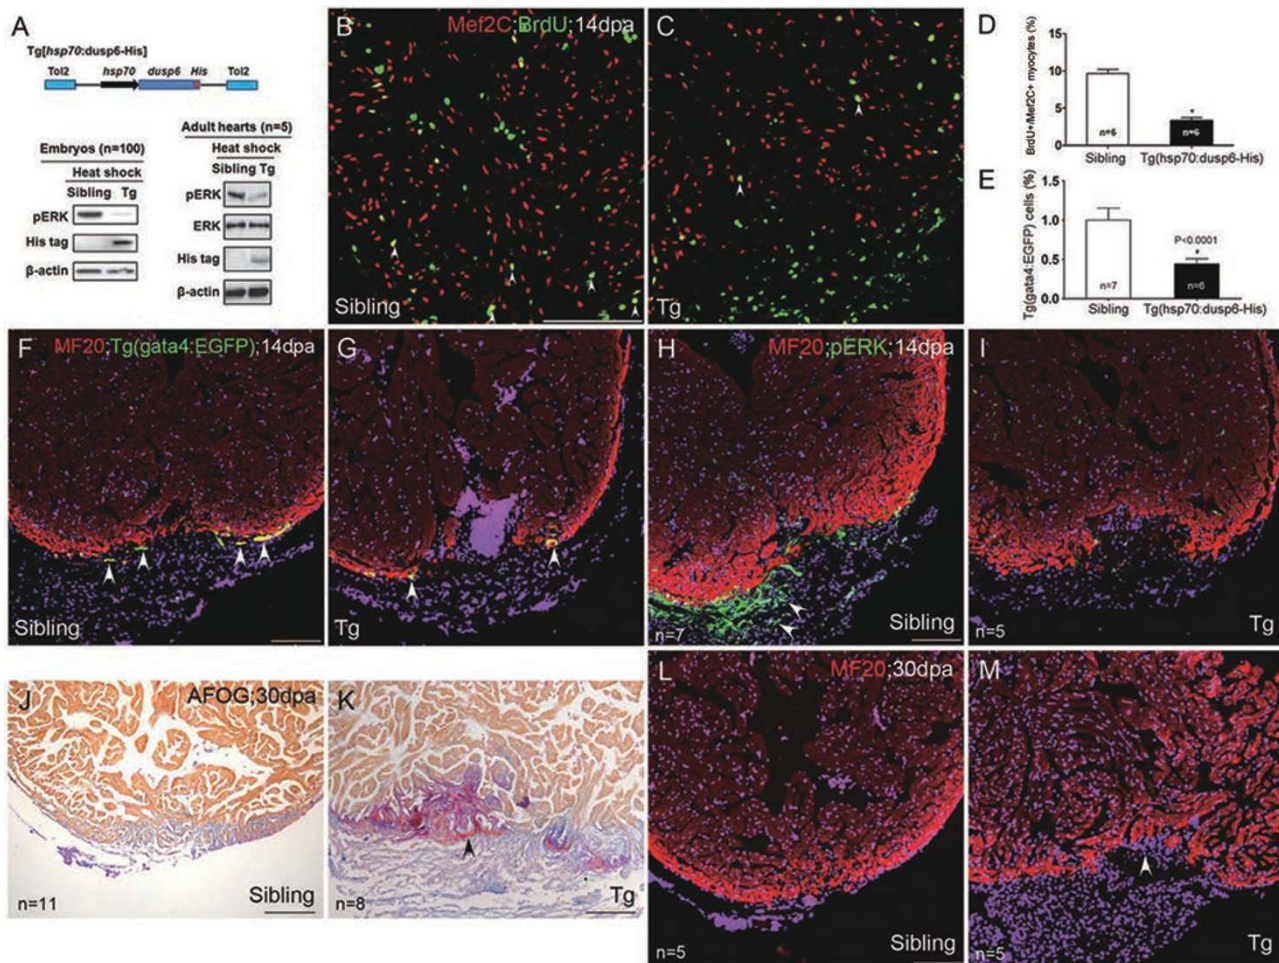 A
Tg[hsp70:dusp6-His]
Tol2 hsp70 dusp6 His Tol2
Embryos (n=100)
Heat shock
Sibling Tg
pERK
His tag
β-actin
Adult hearts (n=5)
Heat shock
Sibling Tg
pERK
ERK
His tag
β-actin
B Mef2C;BrdU;14dpa
Sibling
C
Tg
D
BrdU+/Mef2C+ myocytes (%)
15
10
5
0
*
n=6 n=6
Sibling Tg(hsp70:dusp6-His)
E
Tg(gata4:EGFP) cells (%)
1.5
1.0
0.5
0.0
P<0.0001
*
n=7 n=6
Sibling Tg(hsp70:dusp6-His)
F MF20;Tg(gata4:EGFP);14dpa
Sibling
G
Tg
H MF20;pERK;14dpa
n=7 Sibling
I
n=5 Tg
J AFOG;30dpa
n=11 Sibling
K
n=8 Tg
L MF20;30dpa
n=5 Sibling
M
n=5 Tg